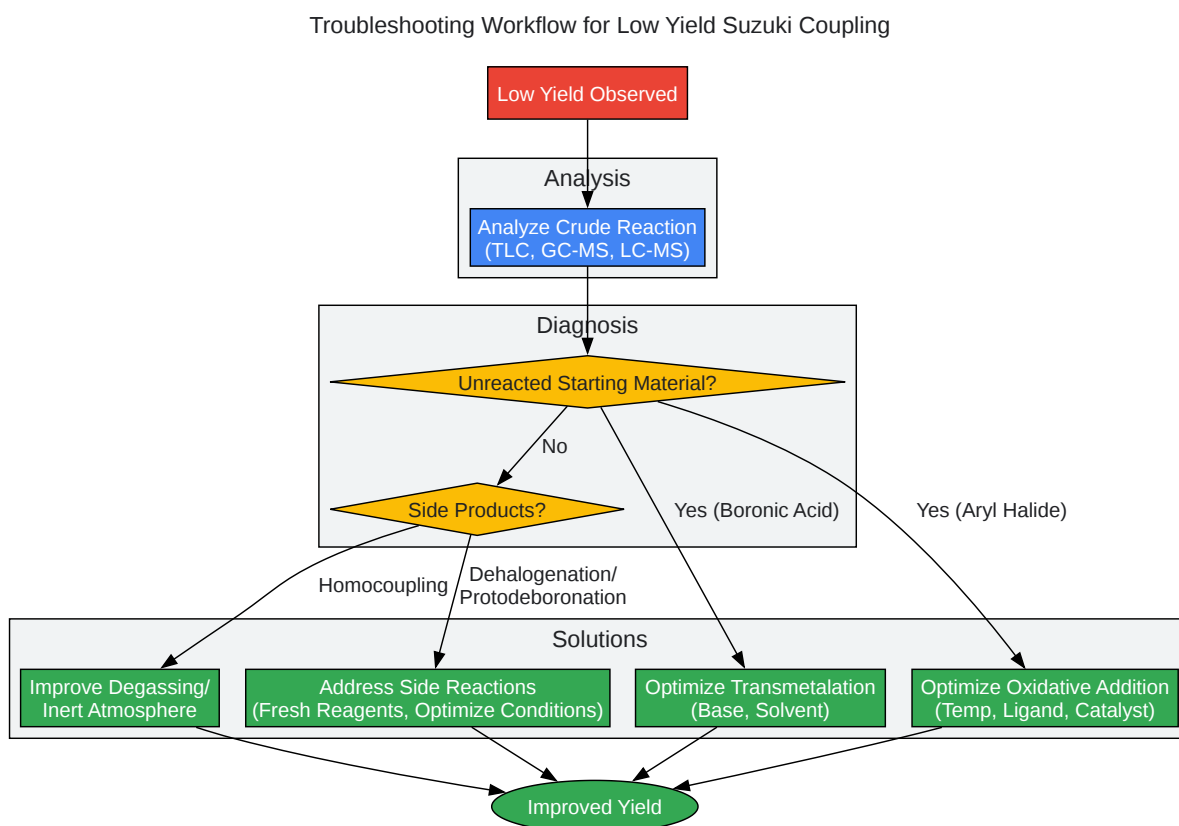 Troubleshooting Workflow for Low Yield Suzuki Coupling
Low Yield Observed
Analysis
Analyze Crude Reaction
(TLC, GC-MS, LC-MS)
Diagnosis
Unreacted Starting Material?
No
Side Products?
Yes (Boronic Acid)
Yes (Aryl Halide)
Homocoupling
Dehalogenation/
Protodeboronation
Solutions
Improve Degassing/
Inert Atmosphere
Address Side Reactions
(Fresh Reagents, Optimize Conditions)
Optimize Transmetalation
(Base, Solvent)
Optimize Oxidative Addition
(Temp, Ligand, Catalyst)
Improved Yield